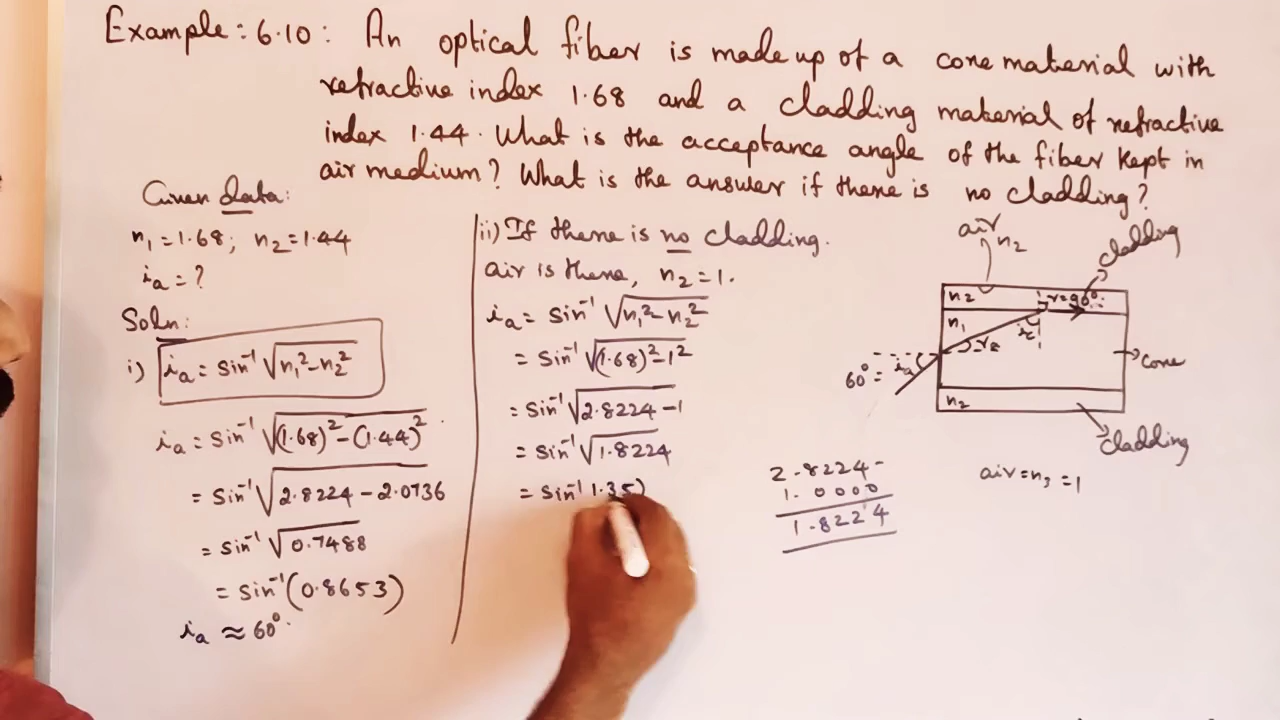 Example: 6.10: An optical fiber is made up of a core material with
refractive index 1.68 and a cladding material of refractive
index 1.44. What is the acceptance angle of the fiber kept in
air medium? What is the answer if there is no cladding?
Given data:
n₁ = 1.68; n₂ = 1.44
iₐ = ?
Soln:
i) iₐ = sin⁻¹ √(n₁² − n₂²)
iₐ = sin⁻¹ √((1.68)² − (1.44)²)
= sin⁻¹ √(2.8224 − 2.0736)
= sin⁻¹ √0.7488
= sin⁻¹ (0.8653)
iₐ ≈ 60°.
ii) If there is no cladding.
air is there, n₂ = 1.
iₐ = sin⁻¹ √(n₁² − n₂²)
= sin⁻¹ √((1.68)² − 1²)
= sin⁻¹ √(2.8224 − 1)
= sin⁻¹ √1.8224
= sin⁻¹ (1.35)
air n₂
cladding
n₂ r=90°
n₁ i꜀
60° = iₐ rₐ
core
n₂
cladding
2.8224 −
1.0000
1.8224
air = n₃ = 1